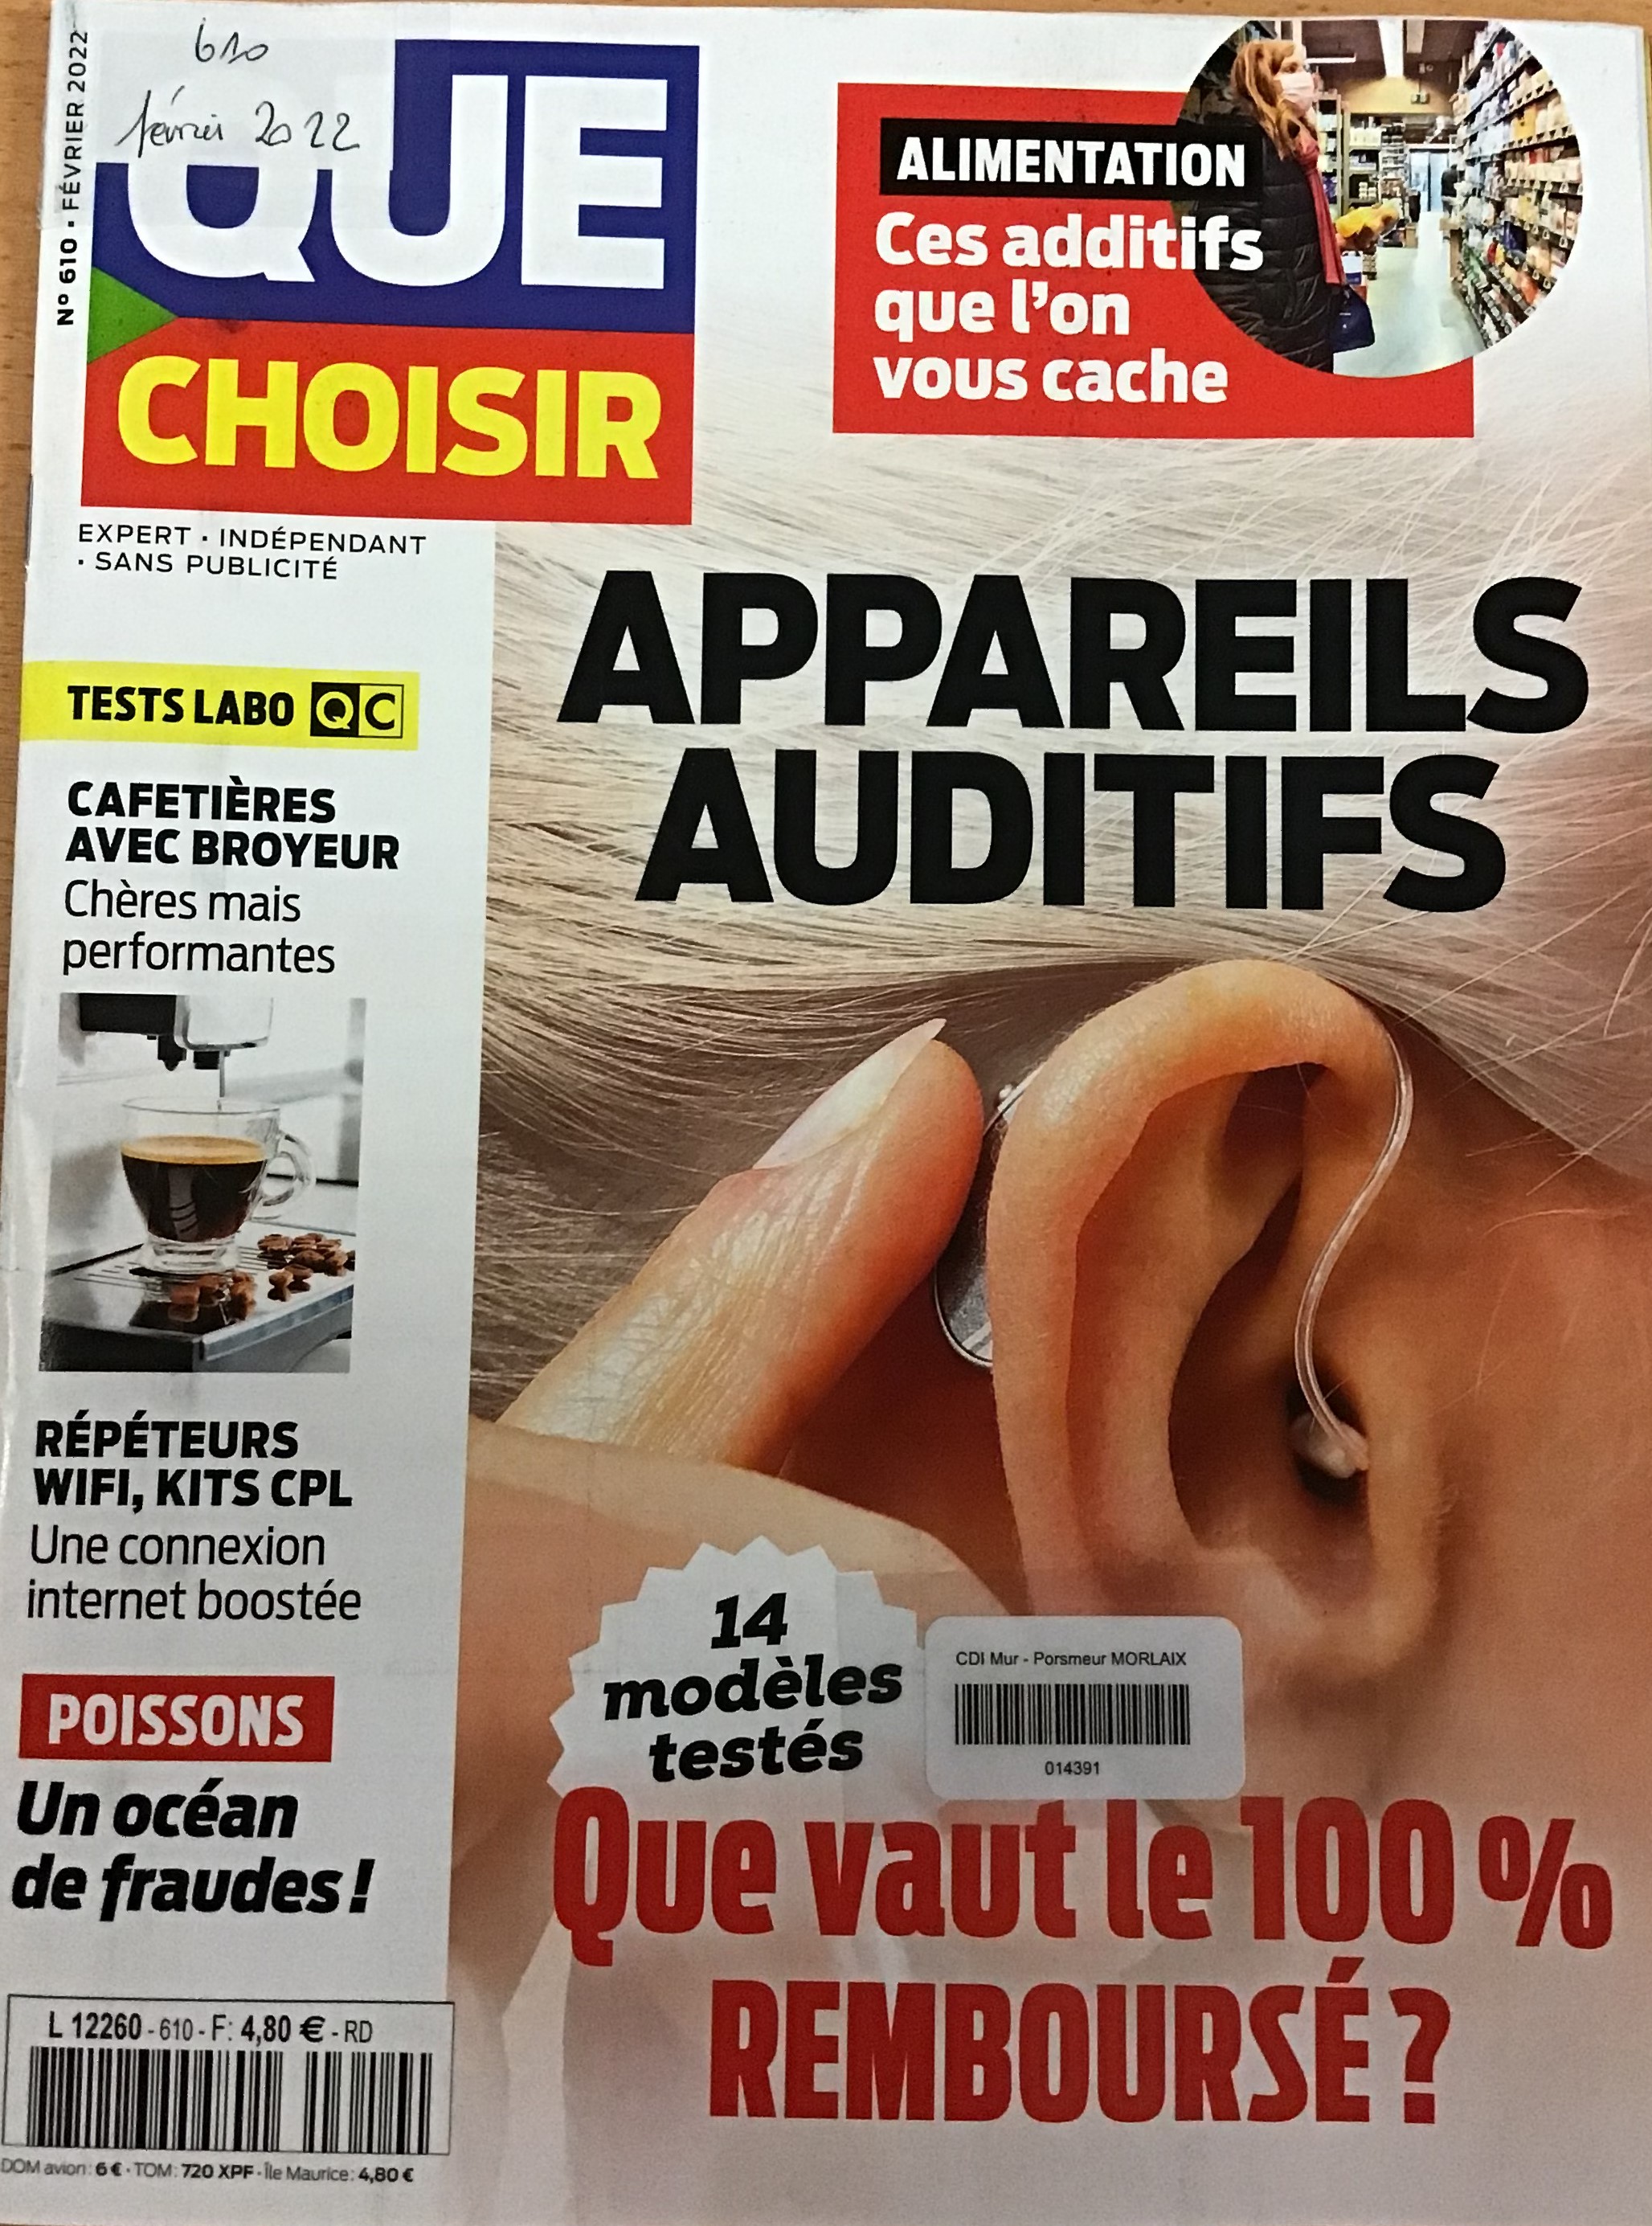 610
février 2022
N° 610 • FÉVRIER 2022
QUE
CHOISIR
EXPERT • INDÉPENDANT
• SANS PUBLICITÉ
ALIMENTATION
Ces additifs
que l'on
vous cache
APPAREILS
AUDITIFS
TESTS LABO QC
CAFETIÈRES
AVEC BROYEUR
Chères mais
performantes
RÉPÉTEURS
WIFI, KITS CPL
Une connexion
internet boostée
POISSONS
Un océan
de fraudes !
14
modèles
testés
CDI Mur - Porsmeur MORLAIX
014391
Que vaut le 100 %
REMBOURSÉ ?
L 12260 - 610 - F: 4,80 € - RD
DOM avion : 6 € • TOM : 720 XPF • Île Maurice : 4,80 €